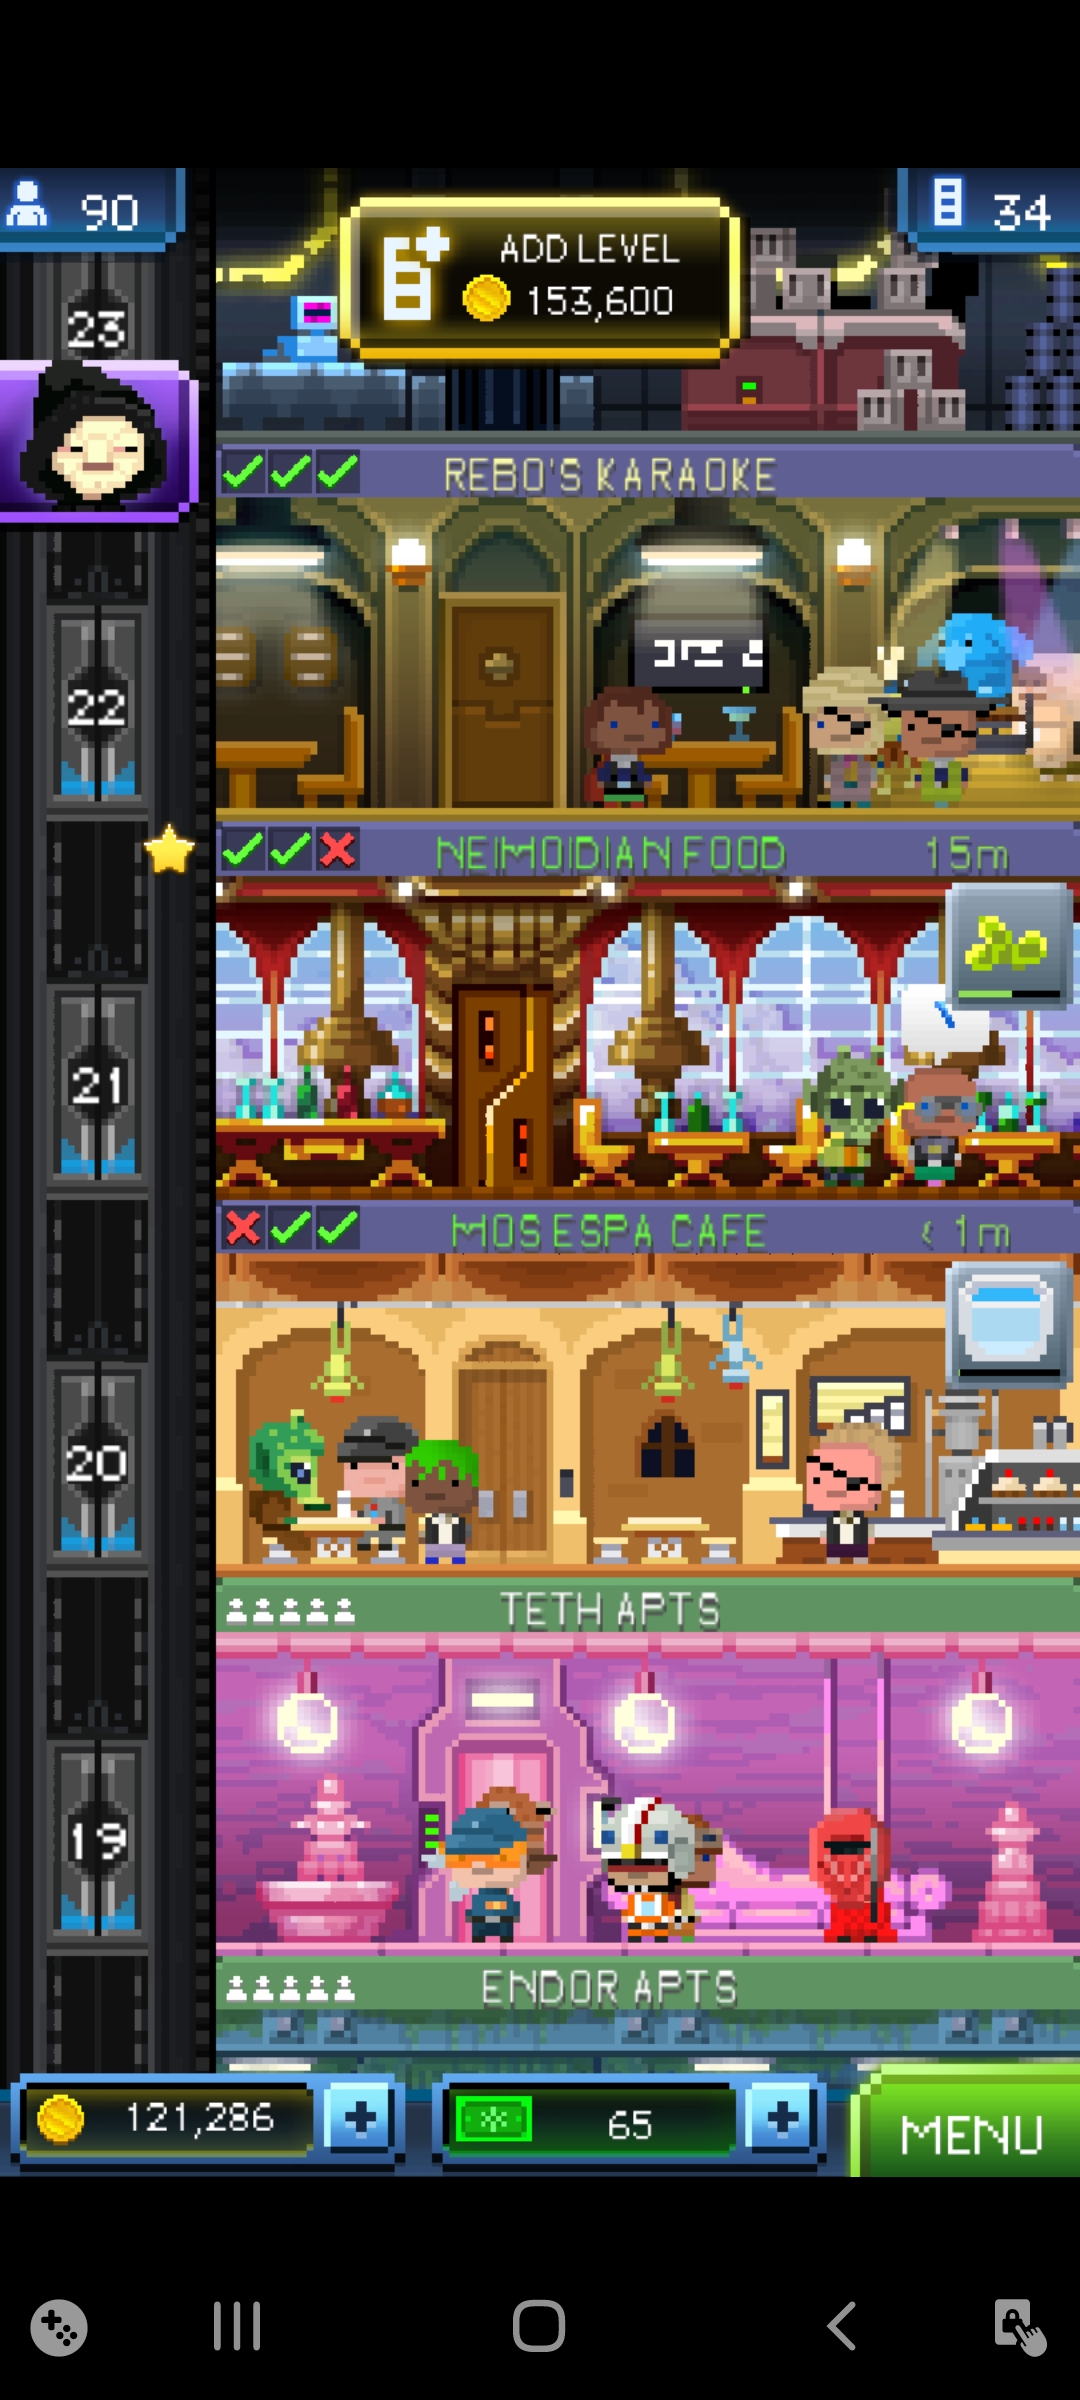 90
ADD LEVEL
153,600
34
23
REBO'S KARAOKE
22
NEIMOIDIAN FOOD 15m
21
MOS ESPA CAFE < 1m
20
TETH APTS
19
ENDOR APTS
121,286
65
MENU